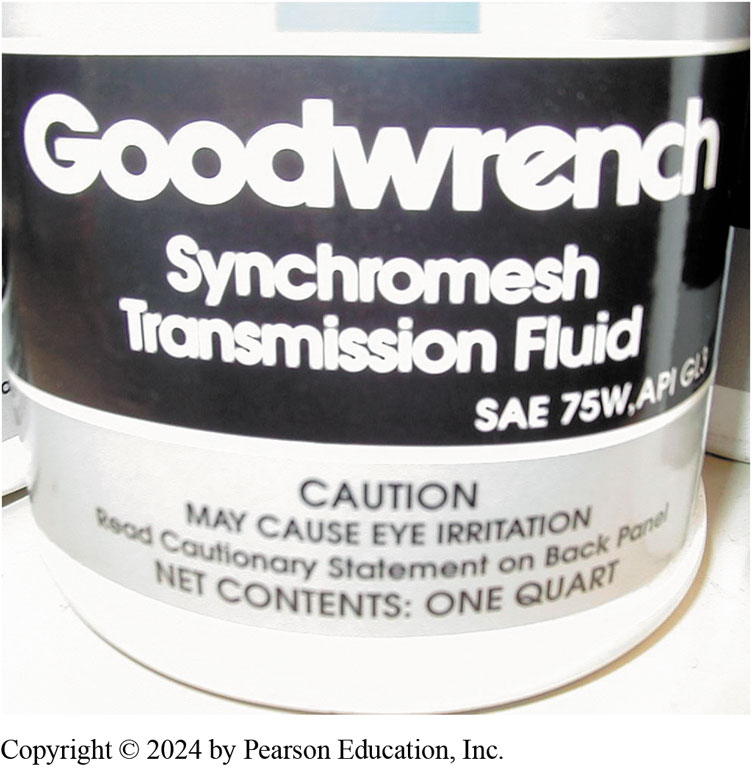 Goodwrench
Synchromesh
Transmission Fluid
SAE 75W, API GL3
CAUTION
MAY CAUSE EYE IRRITATION
Read Cautionary Statement on Back Panel
NET CONTENTS: ONE QUART
Copyright © 2024 by Pearson Education, Inc.